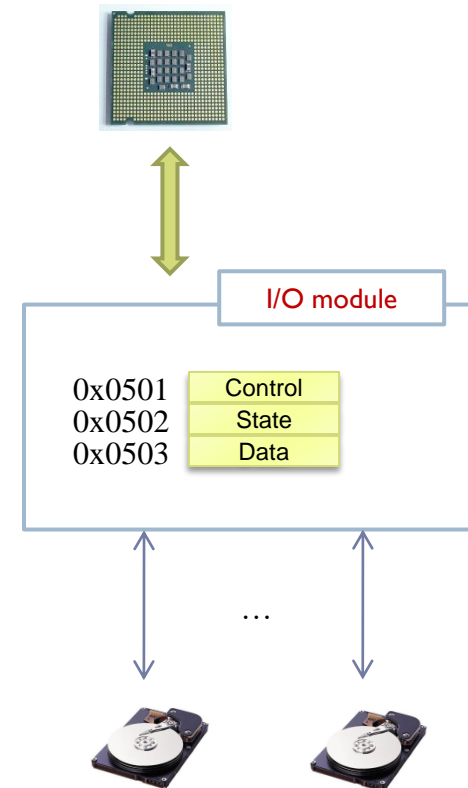 I/O module
0x0501 Control
0x0502 State
0x0503 Data
…